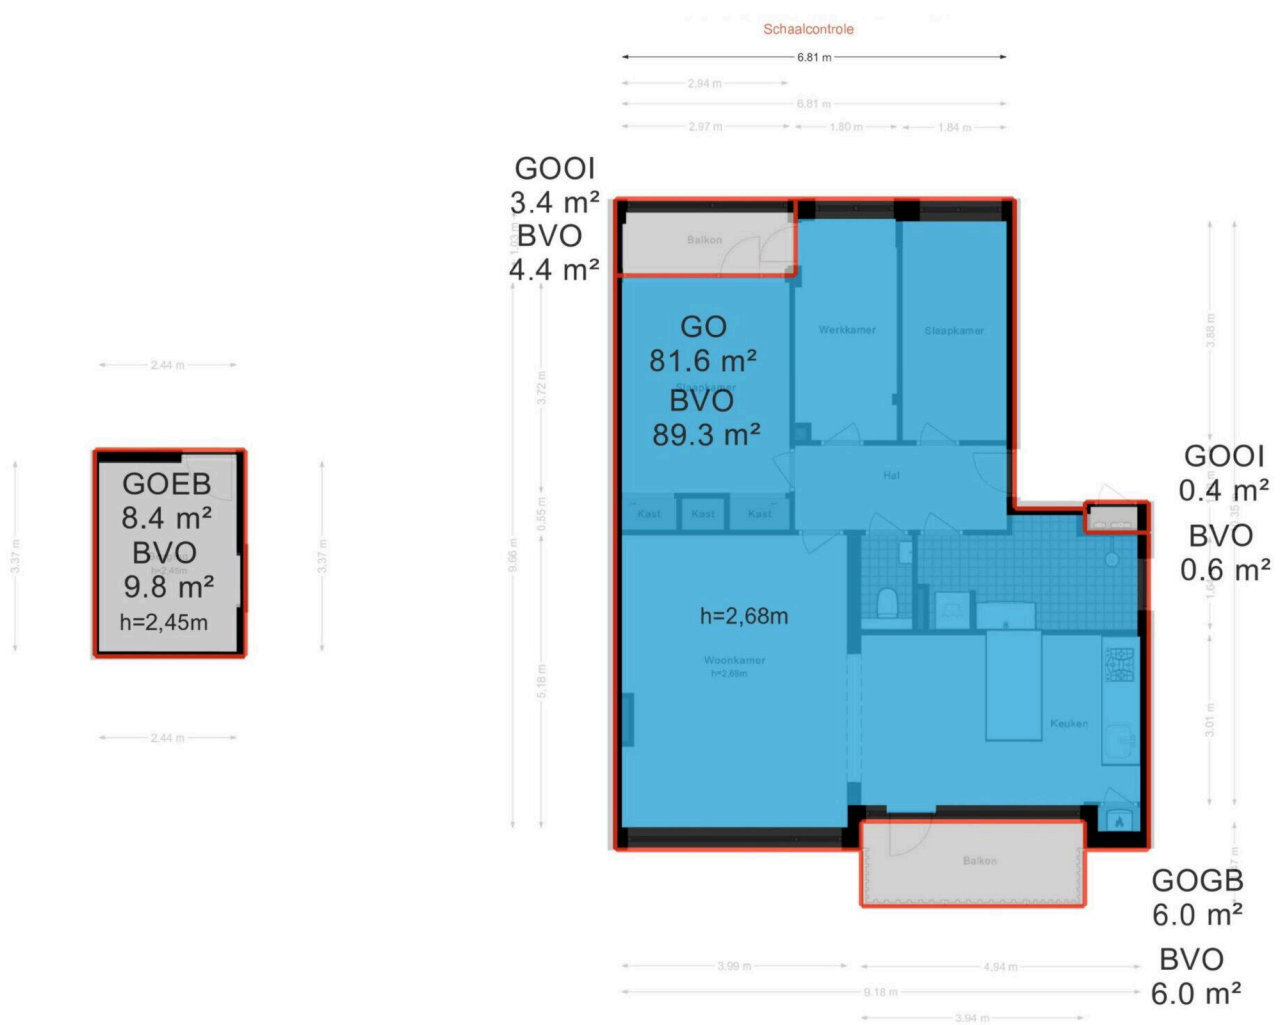 Schaalcontrole
6.81 m
2.94 m
6.81 m
2.97 m
1.80 m
1.84 m
GOOI
3.4 m²
BVO
4.4 m²
Balkon
1.03 m
GO
81.6 m²
Slaapkamer
BVO
89.3 m²
Werkkamer
Slaapkamer
3.88 m
3.72 m
2.44 m
GOEB
8.4 m²
BVO
9.8 m²
h=2,45m
h=2,45m
3.37 m
3.37 m
2.44 m
Hal
Kast
Kast
Kast
0.55 m
9.66 m
5.18 m
GOOI
0.4 m²
BVO
0.6 m²
h=2,68m
Woonkamer
h=2,68m
Keuken
3.01 m
Balkon
GOGB
6.0 m²
BVO
6.0 m²
3.99 m
4.94 m
9.18 m
3.94 m